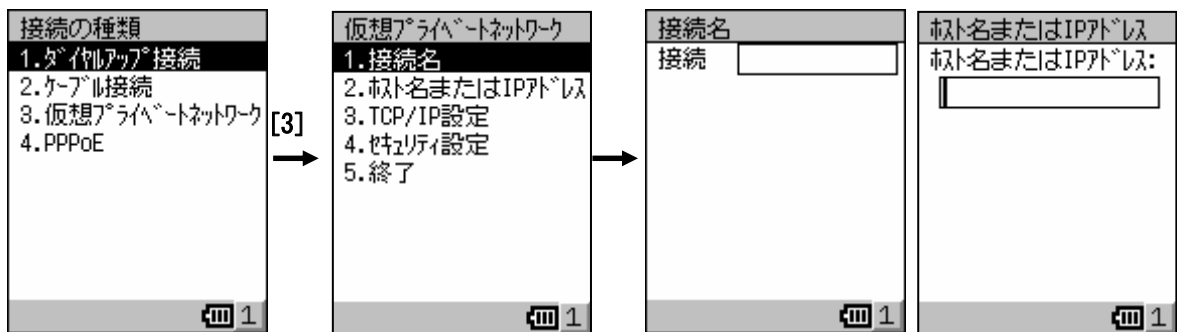 接続の種類
1.ﾀﾞｲﾔﾙｱｯﾌﾟ接続
2.ｹｰﾌﾞﾙ接続
3.仮想ﾌﾟﾗｲﾍﾞｰﾄﾈｯﾄﾜｰｸ
4.PPPoE
1
[3]
仮想ﾌﾟﾗｲﾍﾞｰﾄﾈｯﾄﾜｰｸ
1.接続名
2.ﾎｽﾄ名またはIPｱﾄﾞﾚｽ
3.TCP/IP設定
4.ｾｷｭﾘﾃｨ設定
5.終了
1
接続名
接続
1
ﾎｽﾄ名またはIPｱﾄﾞﾚｽ
ﾎｽﾄ名またはIPｱﾄﾞﾚｽ:
1